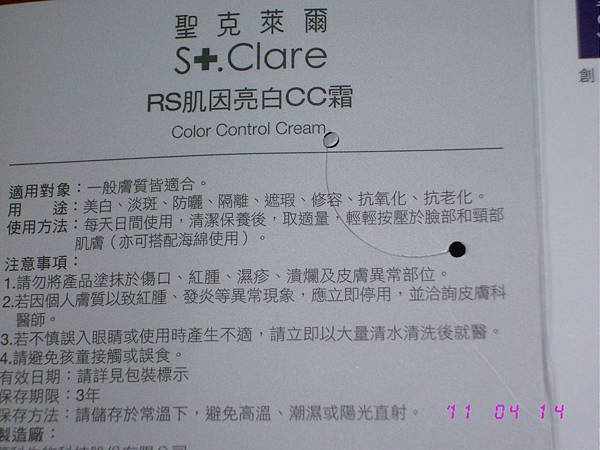 聖克萊爾
St.Clare
RS肌因亮白CC霜
Color Control Cream
適用對象：一般膚質皆適合。
用　　途：美白、淡斑、防曬、隔離、遮瑕、修容、抗氧化、抗老化。
使用方法：每天日間使用，清潔保養後，取適量，輕輕按壓於臉部和頸部
肌膚（亦可搭配海綿使用）。
注意事項：
1.請勿將產品塗抹於傷口、紅腫、濕疹、潰爛及皮膚異常部位。
2.若因個人膚質以致紅腫、發炎等異常現象，應立即停用，並洽詢皮膚科
醫師。
3.若不慎誤入眼睛或使用時產生不適，請立即以大量清水清洗後就醫。
4.請避免孩童接觸或誤食。
有效日期：請詳見包裝標示
保存期限：3年
保存方法：請儲存於常溫下，避免高溫、潮濕或陽光直射。
製造廠：
創
'11 04 14